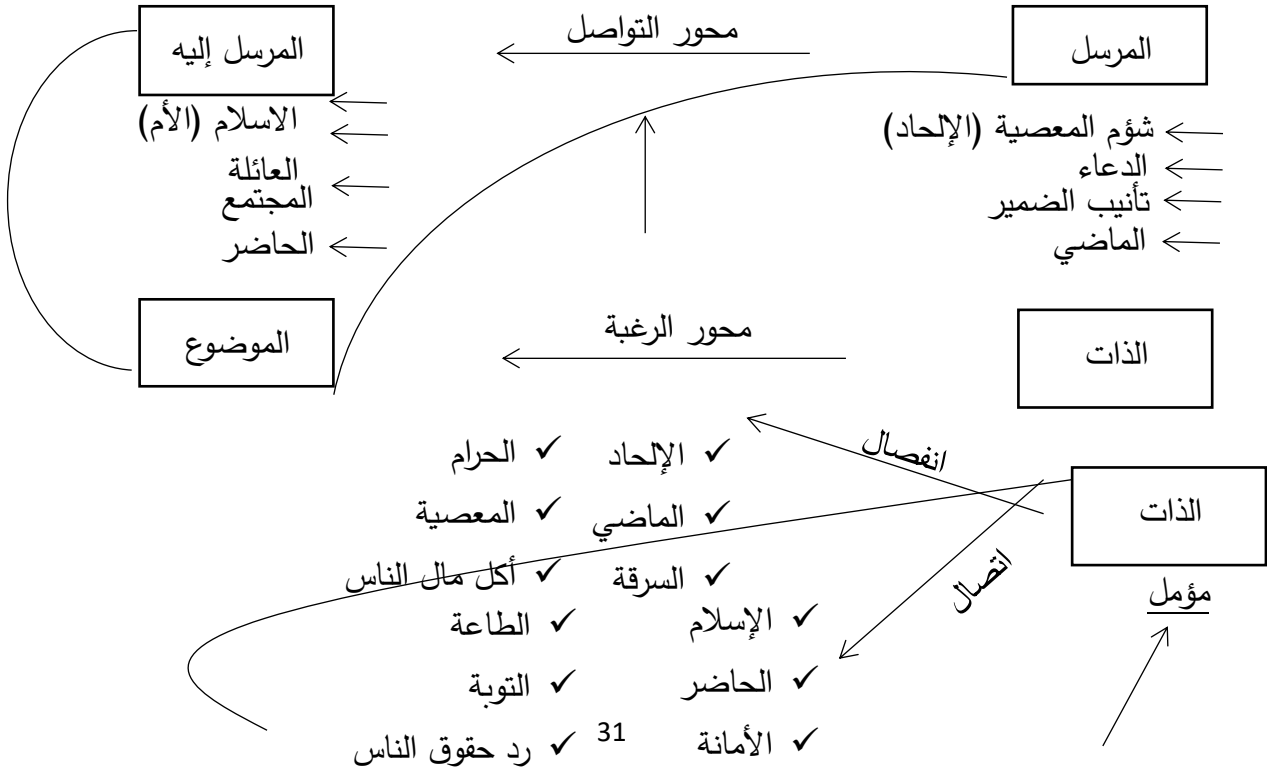 المرسل
محور التواصل
المرسل إليه
شؤم المعصية (الإلحاد)
الدعاء
تأنيب الضمير
الماضي
الاسلام (الأم)
العائلة
المجتمع
الحاضر
الذات
محور الرغبة
الموضوع
الذات
مؤمل
انفصال
✓ الإلحاد
✓ الحرام
✓ الماضي
✓ المعصية
✓ السرقة
✓ أكل مال الناس
اتصال
✓ الإسلام
✓ الطاعة
✓ الحاضر
✓ التوبة
✓ الأمانة
✓ رد حقوق الناس
31